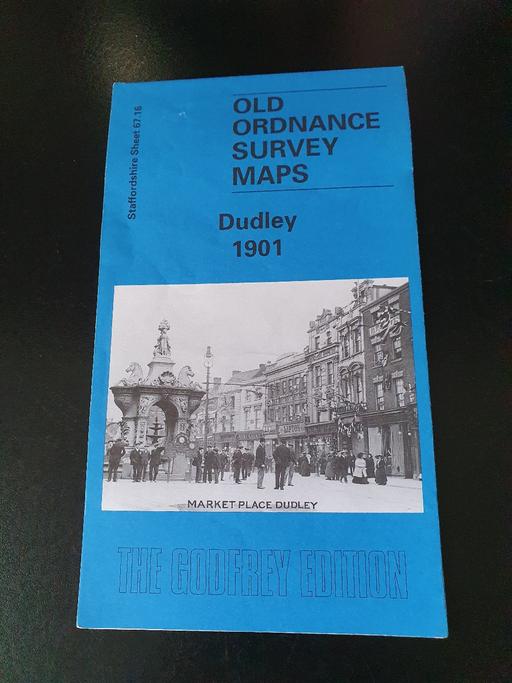 Staffordshire Sheet 67.16
OLD
ORDNANCE
SURVEY
MAPS
Dudley
1901
MARKET PLACE DUDLEY
THE GODFREY EDITION